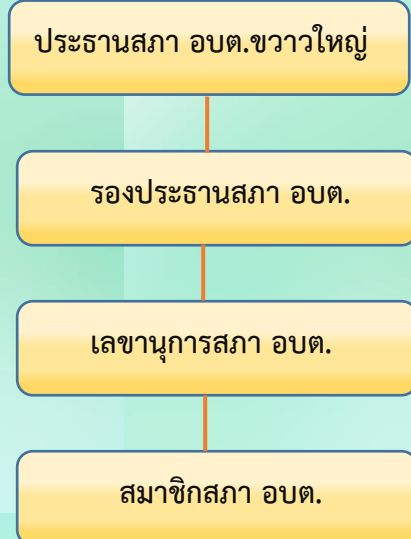 ประธานสภา อบต.ขวาวใหญ่
รองประธานสภา อบต.
เลขานุการสภา อบต.
สมาชิกสภา อบต.